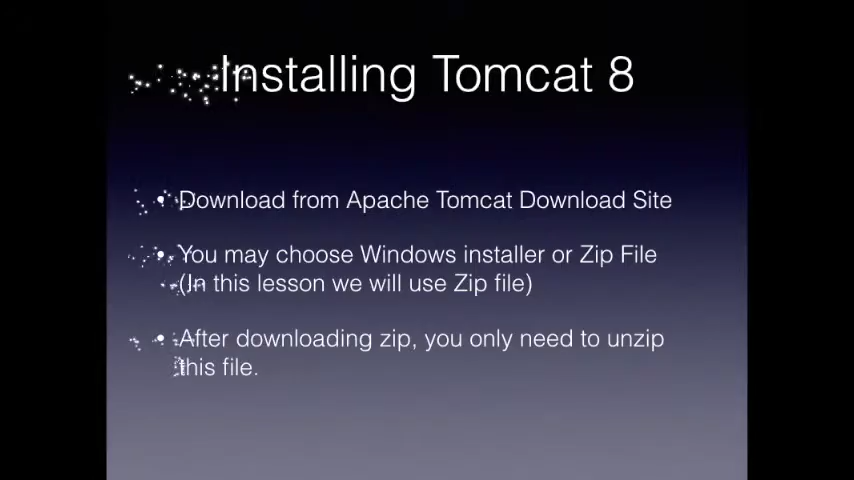 Installing Tomcat 8
• Download from Apache Tomcat Download Site
• You may choose Windows installer or Zip File
(In this lesson we will use Zip file)
• After downloading zip, you only need to unzip
this file.